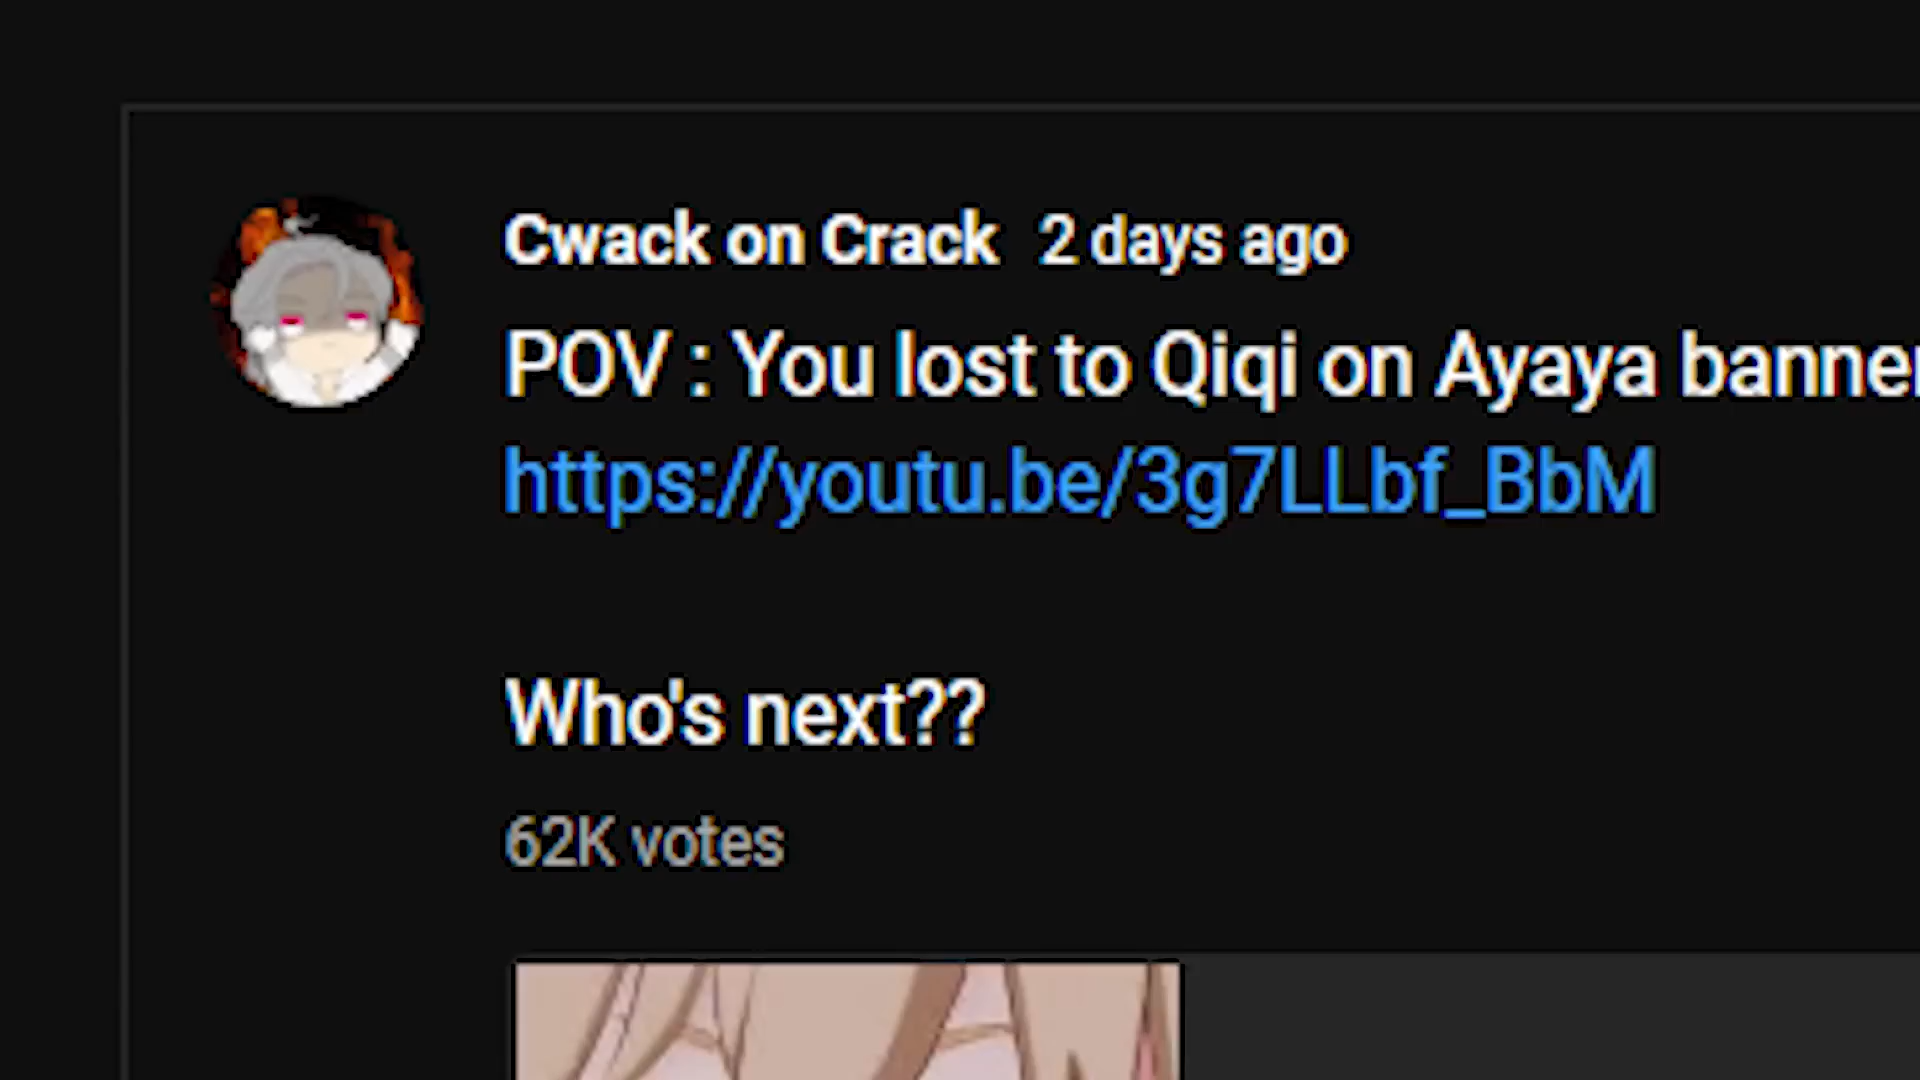 Cwack on Crack 2 days ago
POV : You lost to Qiqi on Ayaya banner
https://youtu.be/3g7LLbf_BbM
Who's next??
62K votes